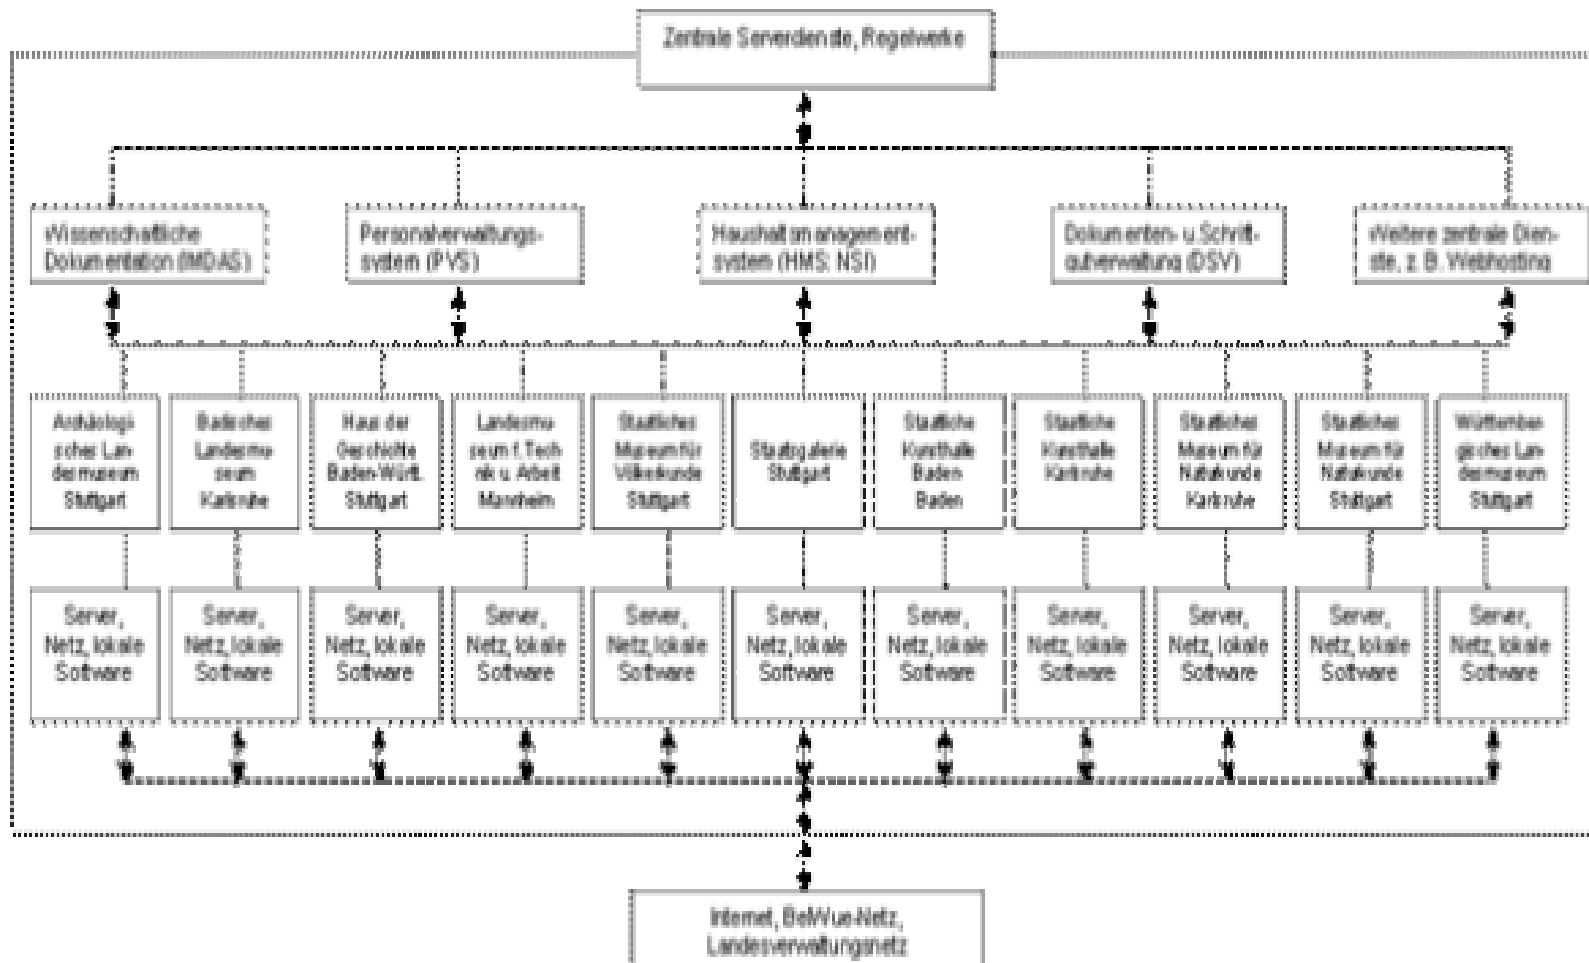 Zentrale Serverdienste, Regelwerke
Wissenschaftliche
Dokumentation (IMDAS)
Personalverwaltungs-
system (PVS)
Haushaltsmanagement-
system (HMS; NSI)
Dokumenten- u. Schrift-
gutverwaltung (DSV)
Weitere zentrale Dien-
ste, z. B. Webhosting
Archäologi-
sches Lan-
desmuseum
Stuttgart
Badisches
Landesmu-
seum
Karlsruhe
Haus der
Geschichte
Baden-Württ.
Stuttgart
Landesmu-
seum f. Tech-
nik u. Arbeit
Mannheim
Staatliches
Museum für
Völkerkunde
Stuttgart
Staatsgalerie
Stuttgart
Staatliche
Kunsthalle
Baden-
Baden
Staatliche
Kunsthalle
Karlsruhe
Staatliches
Museum für
Naturkunde
Karlsruhe
Staatliches
Museum für
Naturkunde
Stuttgart
Württember-
gisches Lan-
desmuseum
Stuttgart
Server,
Netz, lokale
Software
Server,
Netz, lokale
Software
Server,
Netz, lokale
Software
Server,
Netz, lokale
Software
Server,
Netz, lokale
Software
Server,
Netz, lokale
Software
Server,
Netz, lokale
Software
Server,
Netz, lokale
Software
Server,
Netz, lokale
Software
Server,
Netz, lokale
Software
Server,
Netz, lokale
Software
Internet, BelWue-Netz,
Landesverwaltungsnetz